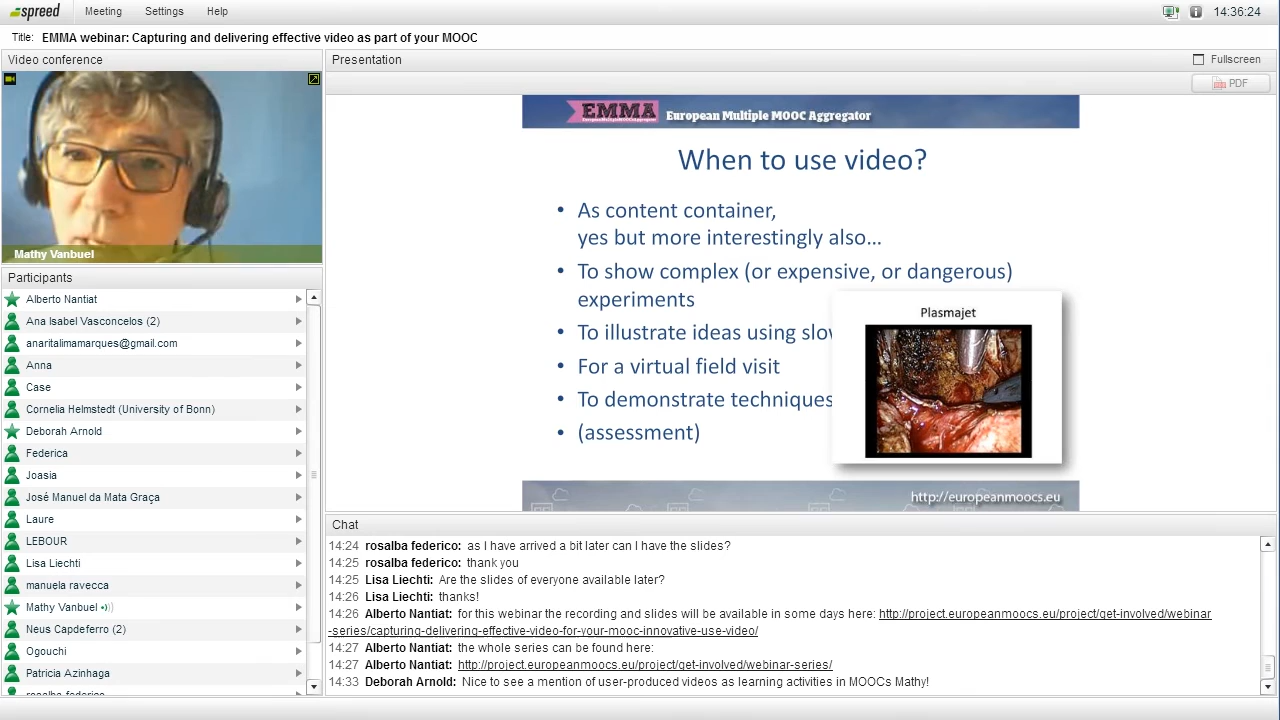 spreed
Meeting
Settings
Help
14:36:24
Title: EMMA webinar: Capturing and delivering effective video as part of your MOOC
Video conference
Mathy Vanbuel
Participants
Alberto Nantiat
Ana Isabel Vasconcelos (2)
anaritalimamarques@gmail.com
Anna
Case
Cornelia Helmstedt (University of Bonn)
Deborah Arnold
Federica
Joasia
José Manuel da Mata Graça
Laure
LEBOUR
Lisa Liechti
manuela ravecca
Mathy Vanbuel
Neus Capdeferro (2)
Ogouchi
Patricia Azinhaga
rosalba federico
Presentation
Fullscreen
PDF
EMMA European Multiple MOOC Aggregator
When to use video?
• As content container,
yes but more interestingly also...
• To show complex (or expensive, or dangerous)
experiments
• To illustrate ideas using slow
• For a virtual field visit
• To demonstrate techniques
• (assessment)
Plasmajet
http://europeanmoocs.eu
Chat
14:24 rosalba federico: as I have arrived a bit later can I have the slides?
14:25 rosalba federico: thank you
14:25 Lisa Liechti: Are the slides of everyone available later?
14:26 Lisa Liechti: thanks!
14:26 Alberto Nantiat: for this webinar the recording and slides will be available in some days here: http://project.europeanmoocs.eu/project/get-involved/webinar
-series/capturing-delivering-effective-video-for-your-mooc-innovative-use-video/
14:27 Alberto Nantiat: the whole series can be found here:
14:27 Alberto Nantiat: http://project.europeanmoocs.eu/project/get-involved/webinar-series/
14:33 Deborah Arnold: Nice to see a mention of user-produced videos as learning activities in MOOCs Mathy!